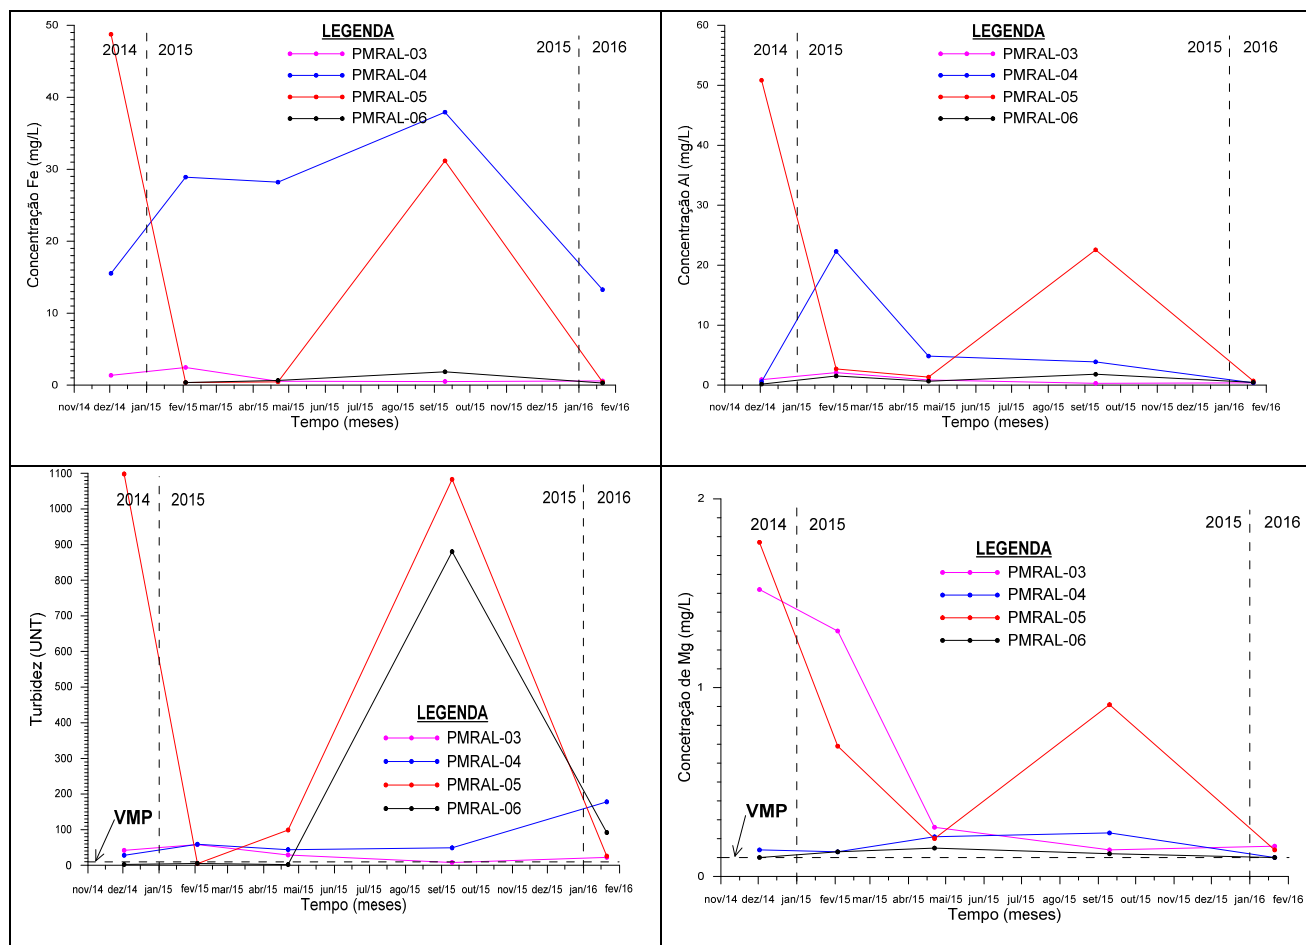 50
40
30
20
10
0
Concentração Fe (mg/L)
2014
2015
2015
2016
LEGENDA
PMRAL-03
PMRAL-04
PMRAL-05
PMRAL-06
nov/14 dez/14 jan/15 fev/15 mar/15 abr/15 mai/15 jun/15 jul/15 ago/15 set/15 out/15 nov/15 dez/15 jan/16 fev/16
Tempo (meses)
60
50
40
30
20
10
0
Concentração Al (mg/L)
2014
2015
2015
2016
LEGENDA
PMRAL-03
PMRAL-04
PMRAL-05
PMRAL-06
nov/14 dez/14 jan/15 fev/15 mar/15 abr/15 mai/15 jun/15 jul/15 ago/15 set/15 out/15 nov/15 dez/15 jan/16 fev/16
Tempo (meses)
1100
1000
900
800
700
600
500
400
300
200
100
0
Turbidez (UNT)
2014
2015
2015
2016
LEGENDA
PMRAL-03
PMRAL-04
PMRAL-05
PMRAL-06
VMP
nov/14 dez/14 jan/15 fev/15 mar/15 abr/15 mai/15 jun/15 jul/15 ago/15 set/15 out/15 nov/15 dez/15 jan/16 fev/16
Tempo (meses)
2
1
0
Concetração de Mg (mg/L)
2014
2015
2015
2016
LEGENDA
PMRAL-03
PMRAL-04
PMRAL-05
PMRAL-06
VMP
nov/14 dez/14 jan/15 fev/15 mar/15 abr/15 mai/15 jun/15 jul/15 ago/15 set/15 out/15 nov/15 dez/15 jan/16 fev/16
Tempo (meses)